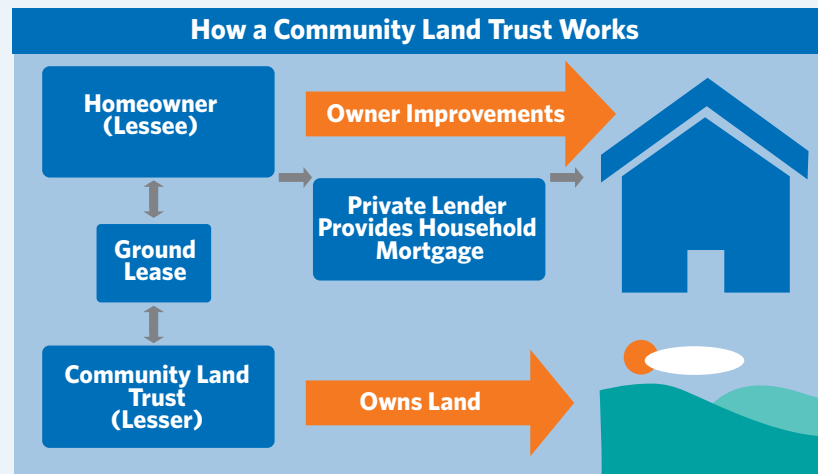 How a Community Land Trust Works
Homeowner
(Lessee)
Owner Improvements
Private Lender
Provides Household
Mortgage
Ground
Lease
Community Land
Trust
(Lesser)
Owns Land